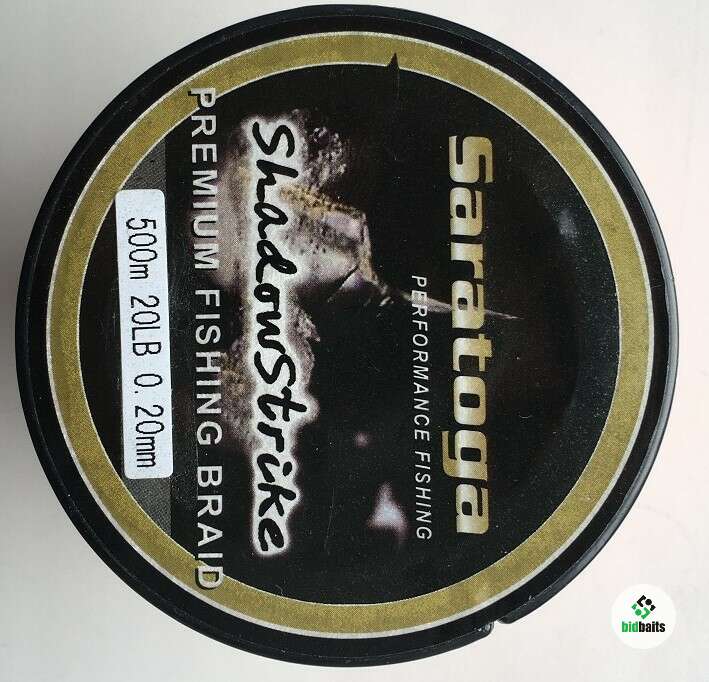 Saratoga
PERFORMANCE FISHING
ShadowStrike
PREMIUM FISHING BRAID
500m 20LB 0.20mm
bidbaits